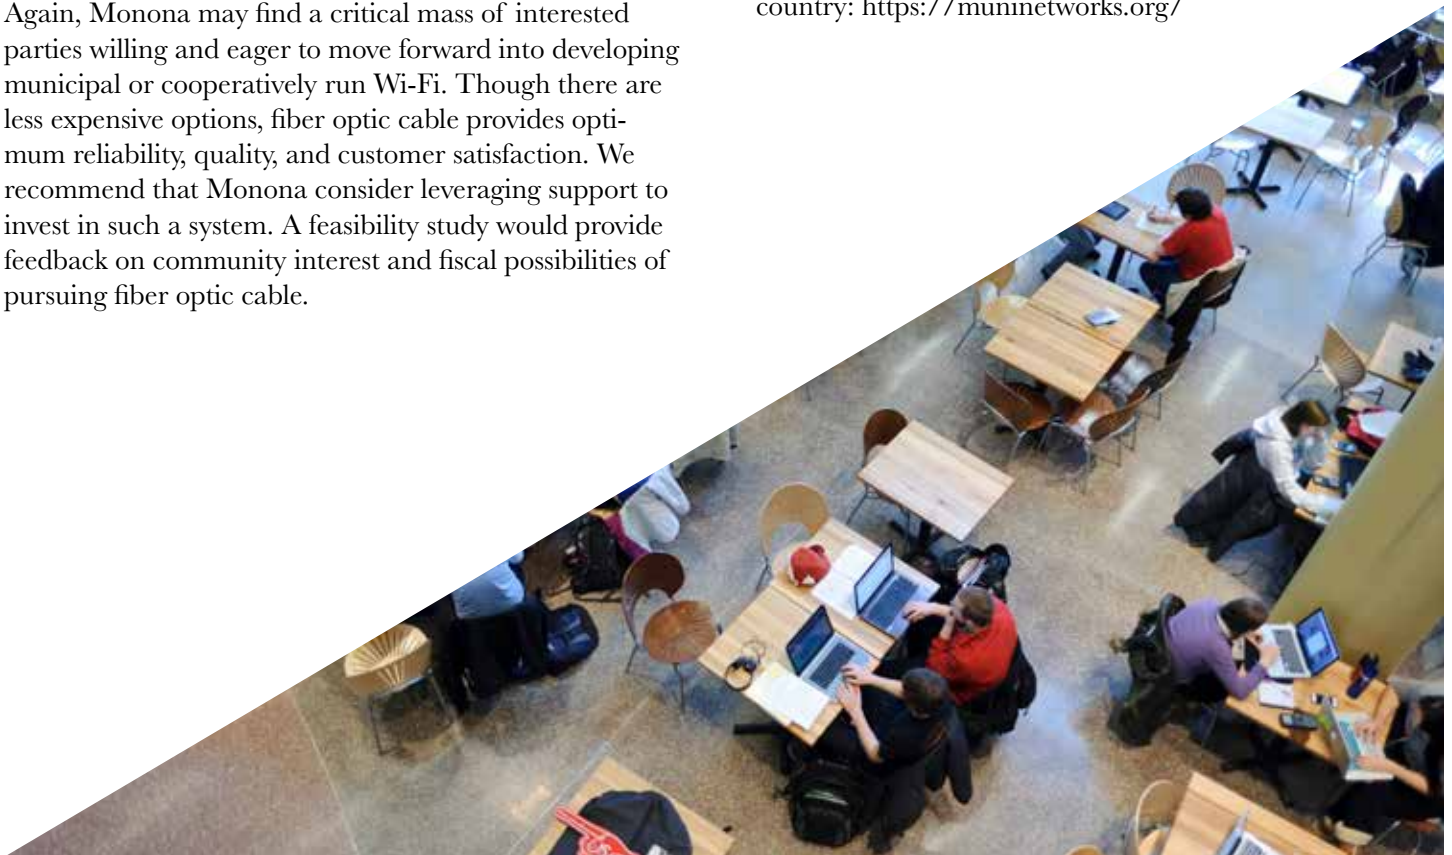 Again, Monona may find a critical mass of interested
parties willing and eager to move forward into developing
municipal or cooperatively run Wi-Fi. Though there are
less expensive options, fiber optic cable provides opti-
mum reliability, quality, and customer satisfaction. We
recommend that Monona consider leveraging support to
invest in such a system. A feasibility study would provide
feedback on community interest and fiscal possibilities of
pursuing fiber optic cable.
country: https://muninetworks.org/